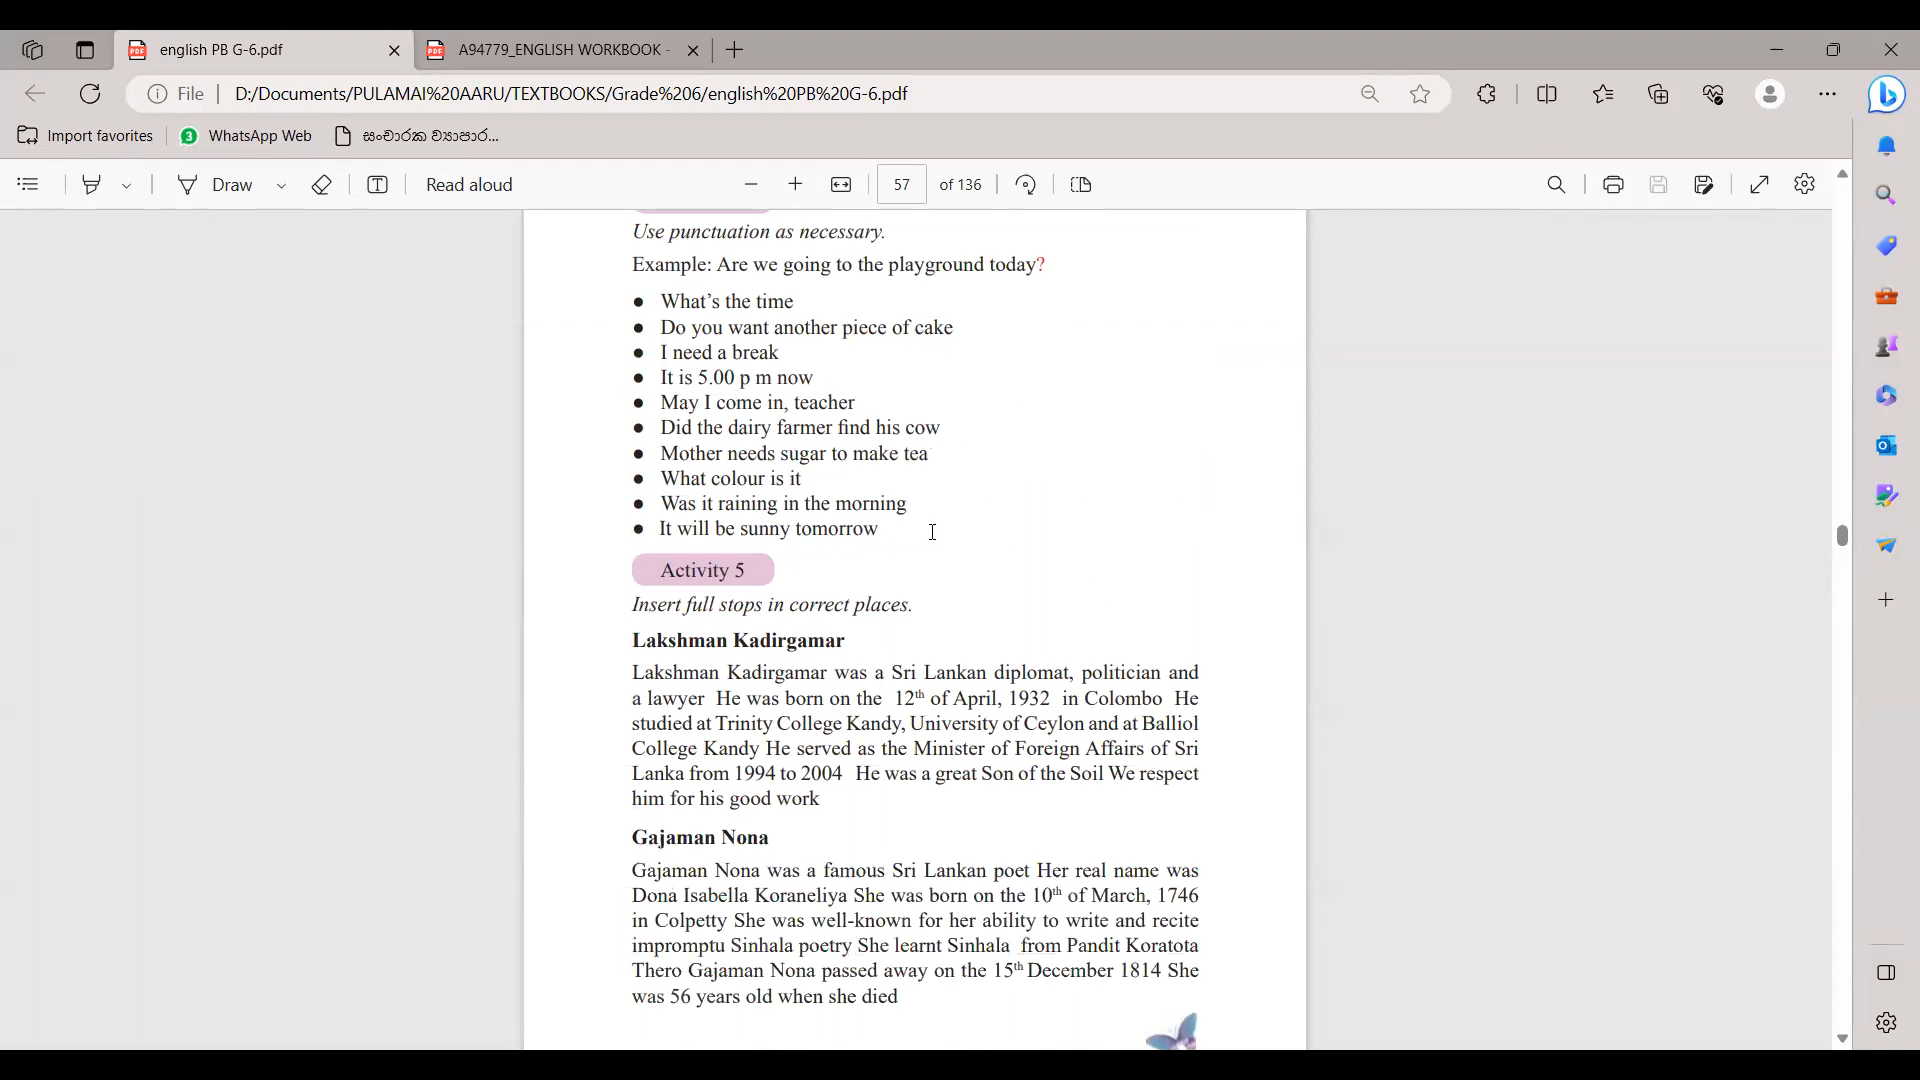 english PB G-6.pdf
A94779_ENGLISH WORKBOOK -
File
D:/Documents/PULAMAI%20AARU/TEXTBOOKS/Grade%206/english%20PB%20G-6.pdf
Import favorites
3 WhatsApp Web
සංචාරක ව්‍යාපාර...
Draw
Read aloud
57 of 136
Use punctuation as necessary.
Example: Are we going to the playground today?
● What’s the time
● Do you want another piece of cake
● I need a break
● It is 5.00 p m now
● May I come in, teacher
● Did the dairy farmer find his cow
● Mother needs sugar to make tea
● What colour is it
● Was it raining in the morning
● It will be sunny tomorrow
Activity 5
Insert full stops in correct places.
Lakshman Kadirgamar
Lakshman Kadirgamar was a Sri Lankan diplomat, politician and
a lawyer He was born on the 12th of April, 1932 in Colombo He
studied at Trinity College Kandy, University of Ceylon and at Balliol
College Kandy He served as the Minister of Foreign Affairs of Sri
Lanka from 1994 to 2004 He was a great Son of the Soil We respect
him for his good work
Gajaman Nona
Gajaman Nona was a famous Sri Lankan poet Her real name was
Dona Isabella Koraneliya She was born on the 10th of March, 1746
in Colpetty She was well-known for her ability to write and recite
impromptu Sinhala poetry She learnt Sinhala from Pandit Koratota
Thero Gajaman Nona passed away on the 15th December 1814 She
was 56 years old when she died